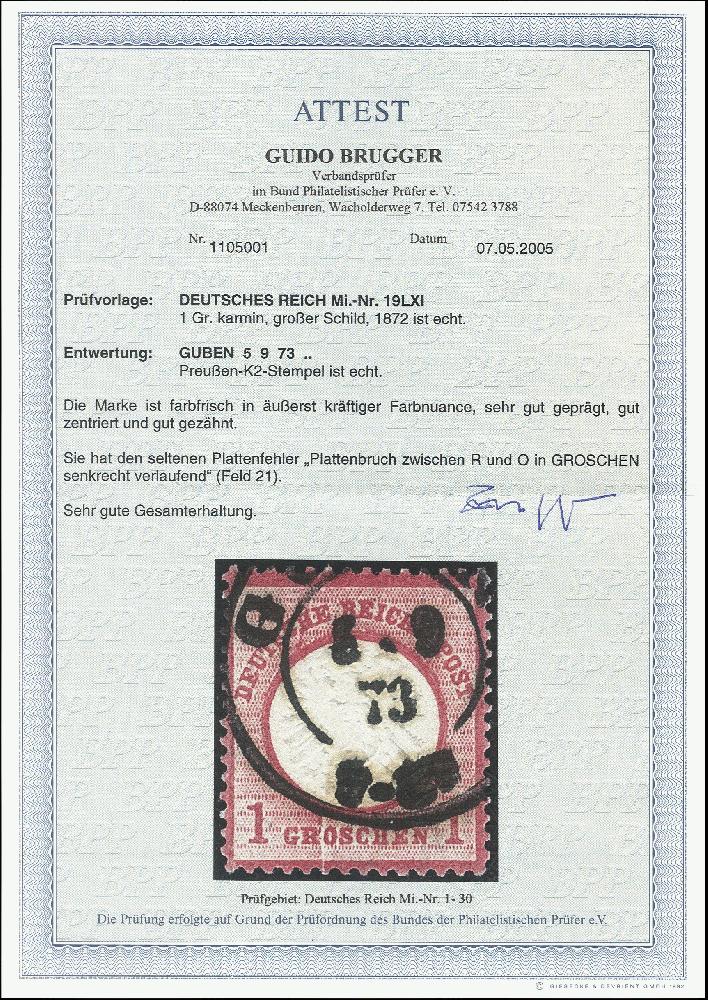 ATTEST
GUIDO BRUGGER
Verbandsprüfer
im Bund Philatelistischer Prüfer e. V.
D-88074 Meckenbeuren, Wacholderweg 7, Tel. 07542 3788
Nr. 1105001 Datum 07.05.2005
Prüfvorlage: DEUTSCHES REICH Mi.-Nr. 19LXI
1 Gr. karmin, großer Schild, 1872 ist echt.
Entwertung: GUBEN 5 9 73 ..
Preußen-K2-Stempel ist echt.
Die Marke ist farbfrisch in äußerst kräftiger Farbnuance, sehr gut geprägt, gut
zentriert und gut gezähnt.
Sie hat den seltenen Plattenfehler „Plattenbruch zwischen R und O in GROSCHEN
senkrecht verlaufend“ (Feld 21).
Sehr gute Gesamterhaltung.
73
1 GROSCHEN 1
Prüfgebiet: Deutsches Reich Mi.-Nr. 1- 30
Die Prüfung erfolgte auf Grund der Prüfordnung des Bundes der Philatelistischen Prüfer e.V.
© GIESECKE & DEVRIENT GMBH 1992